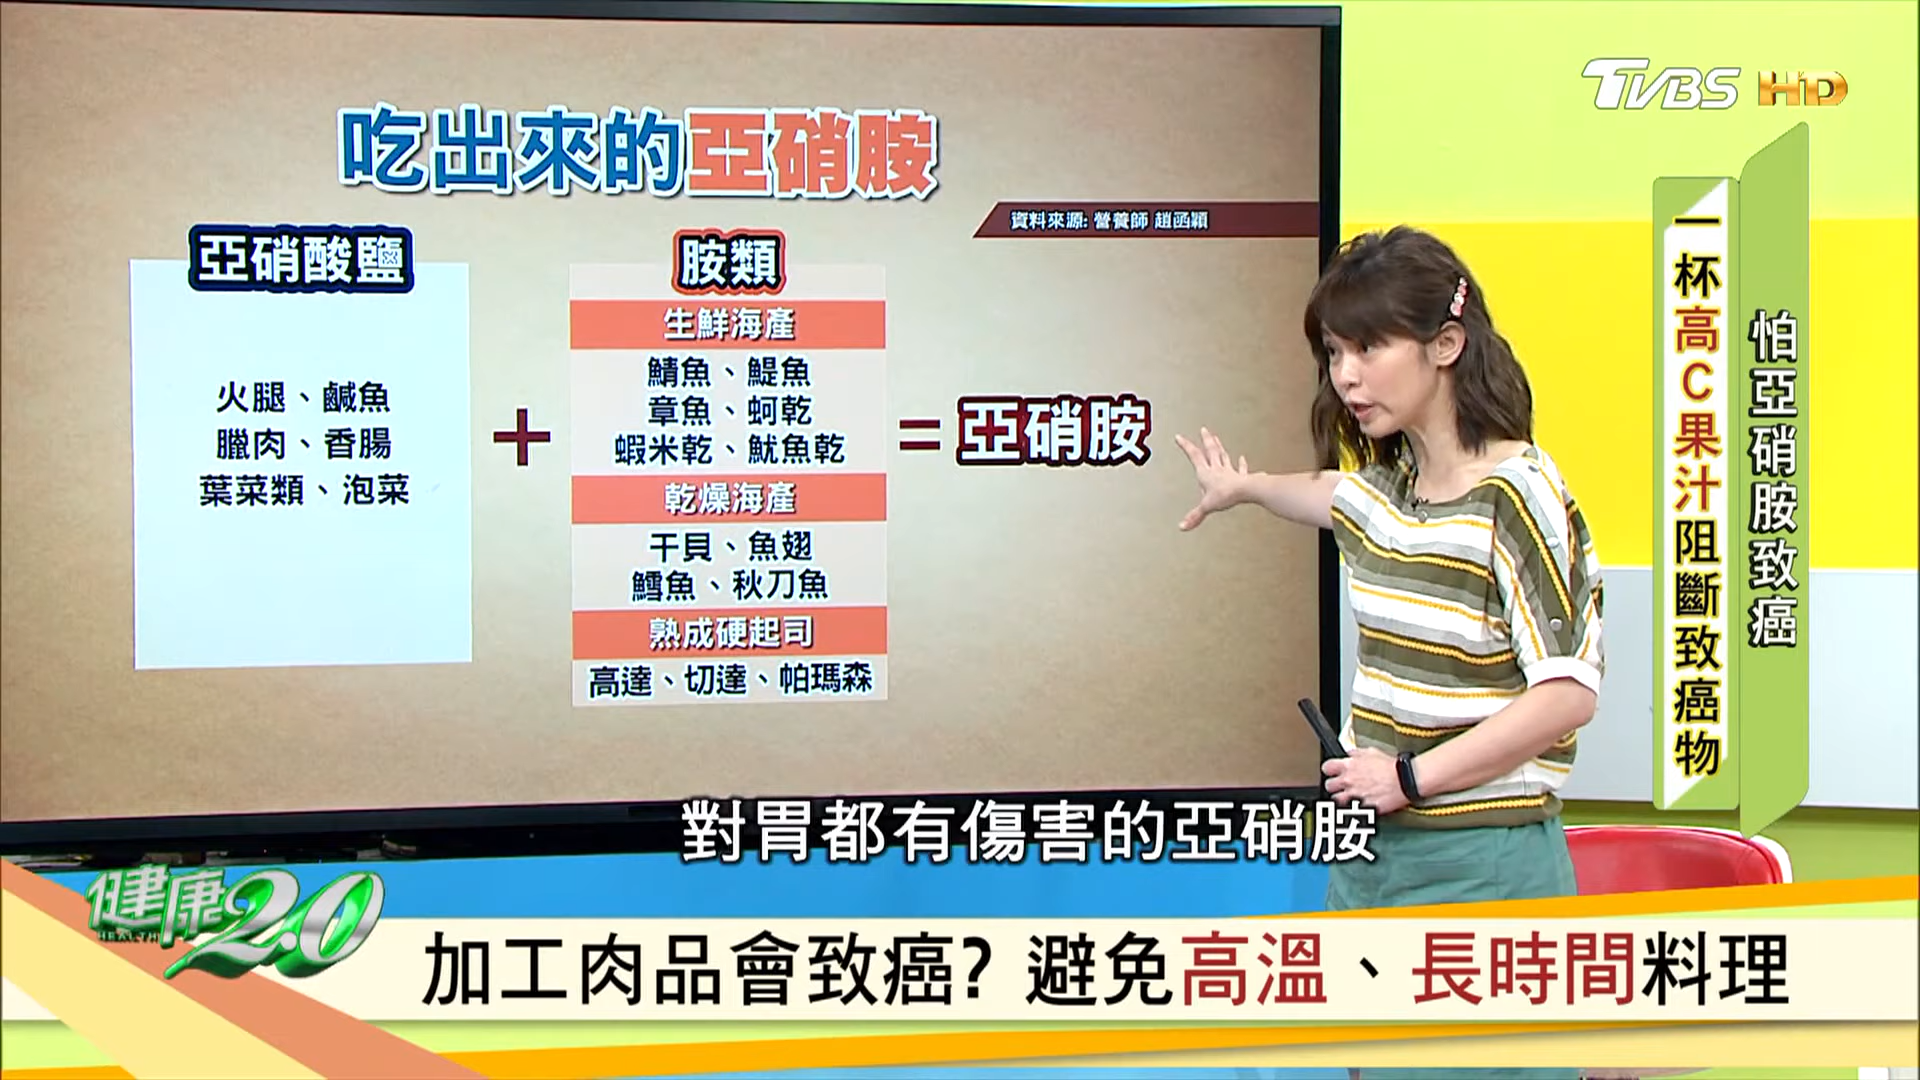 TVBS HD
吃出來的亞硝胺
資料來源: 營養師 趙函穎
亞硝酸鹽
火腿、鹹魚
臘肉、香腸
葉菜類、泡菜
+
胺類
生鮮海產
鯖魚、鯷魚
章魚、蚵乾
蝦米乾、魷魚乾
乾燥海產
干貝、魚翅
鱈魚、秋刀魚
熟成硬起司
高達、切達、帕瑪森
=
亞硝胺
怕亞硝胺致癌
一杯高C果汁阻斷致癌物
對胃都有傷害的亞硝胺
健康2.0
HEALTH
加工肉品會致癌? 避免高溫、長時間料理